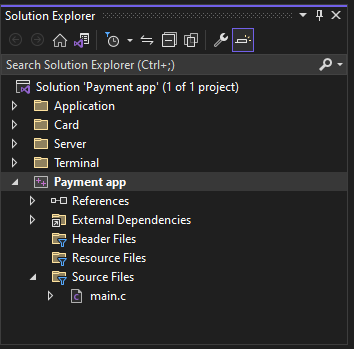 Solution Explorer
Search Solution Explorer (Ctrl+;)
Solution 'Payment app' (1 of 1 project)
Application
Card
Server
Terminal
Payment app
References
External Dependencies
Header Files
Resource Files
Source Files
main.c